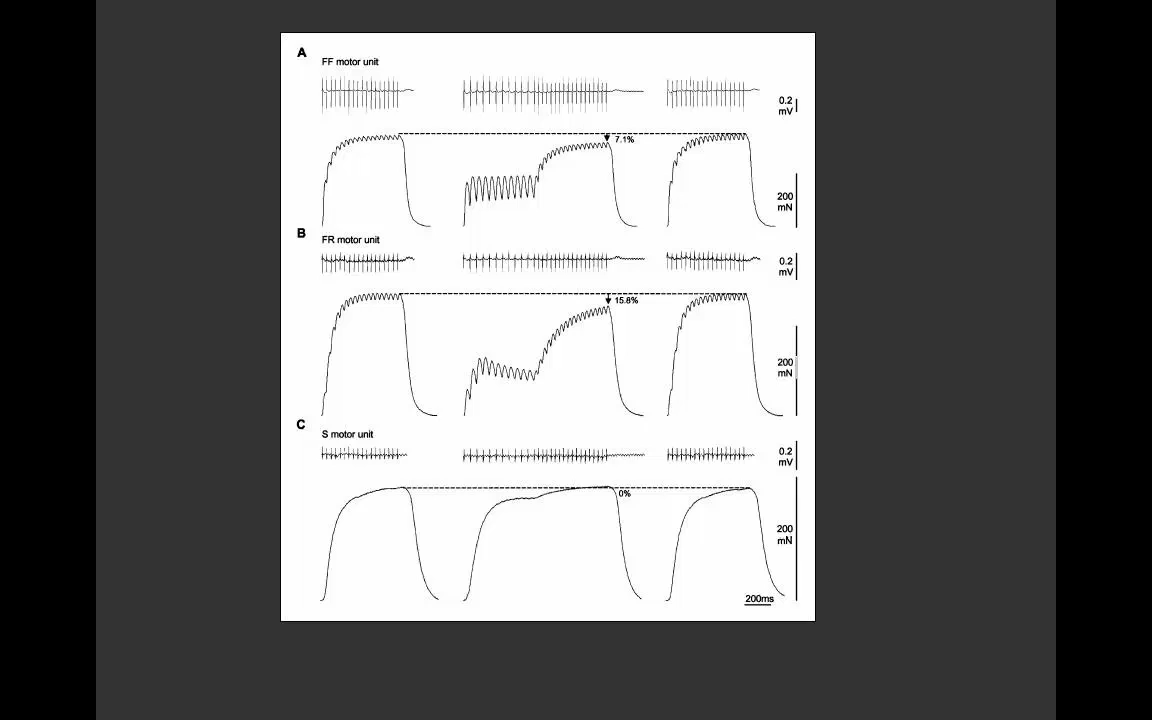 A
FF motor unit
0.2
mV
7.1%
200
mN
B
FR motor unit
0.2
mV
15.8%
200
mN
C
S motor unit
0.2
mV
0%
200
mN
200ms